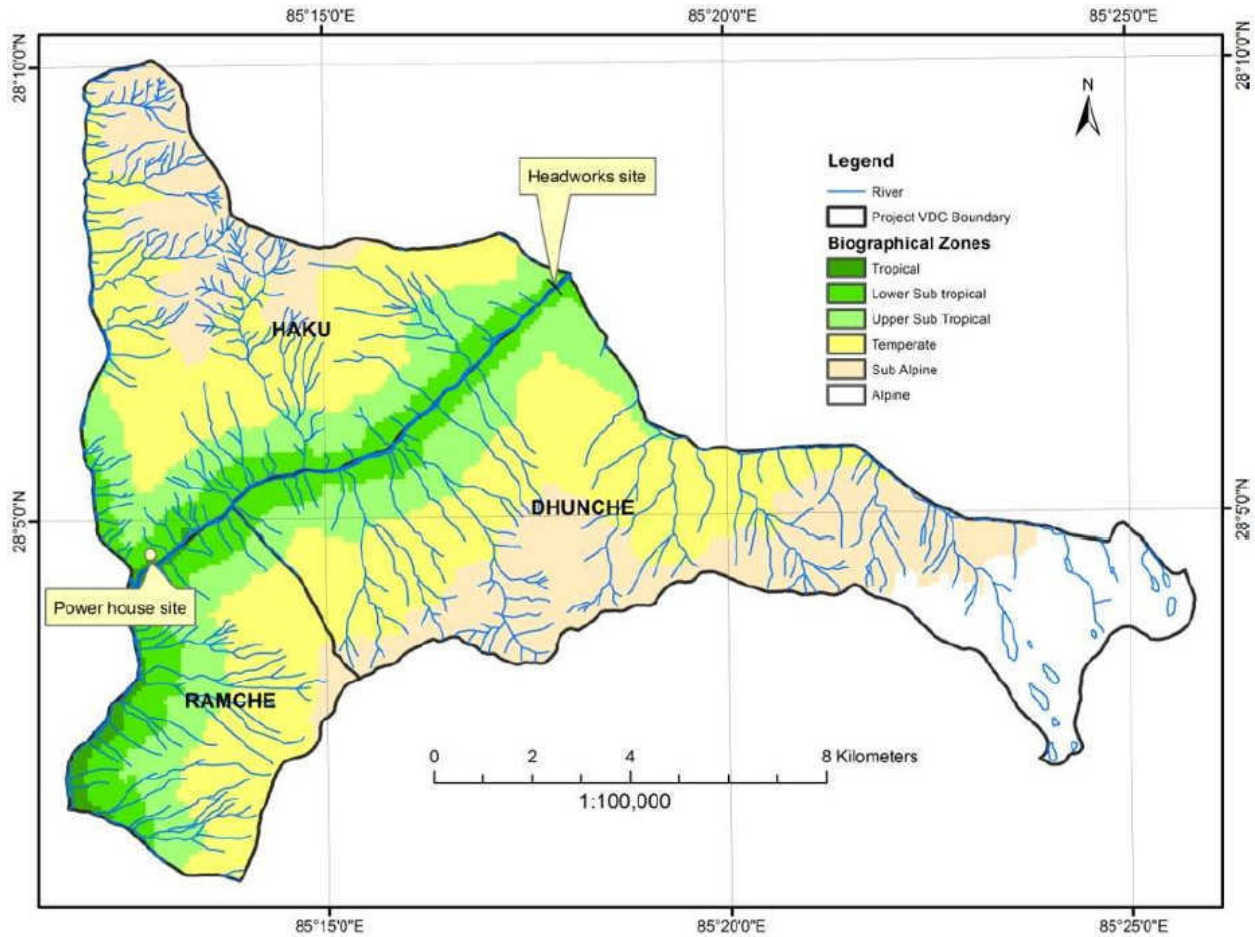 85°15'0"E
85°20'0"E
85°25'0"E
28°10'0"N
28°10'0"N
N
Headworks site
Legend
River
Project VDC Boundary
Biographical Zones
Tropical
Lower Sub tropical
Upper Sub Tropical
Temperate
Sub Alpine
Alpine
HAKU
DHUNCHE
28°5'0"N
28°5'0"N
Power house site
RAMCHE
0 2 4 8 Kilometers
1:100,000
85°15'0"E
85°20'0"E
85°25'0"E